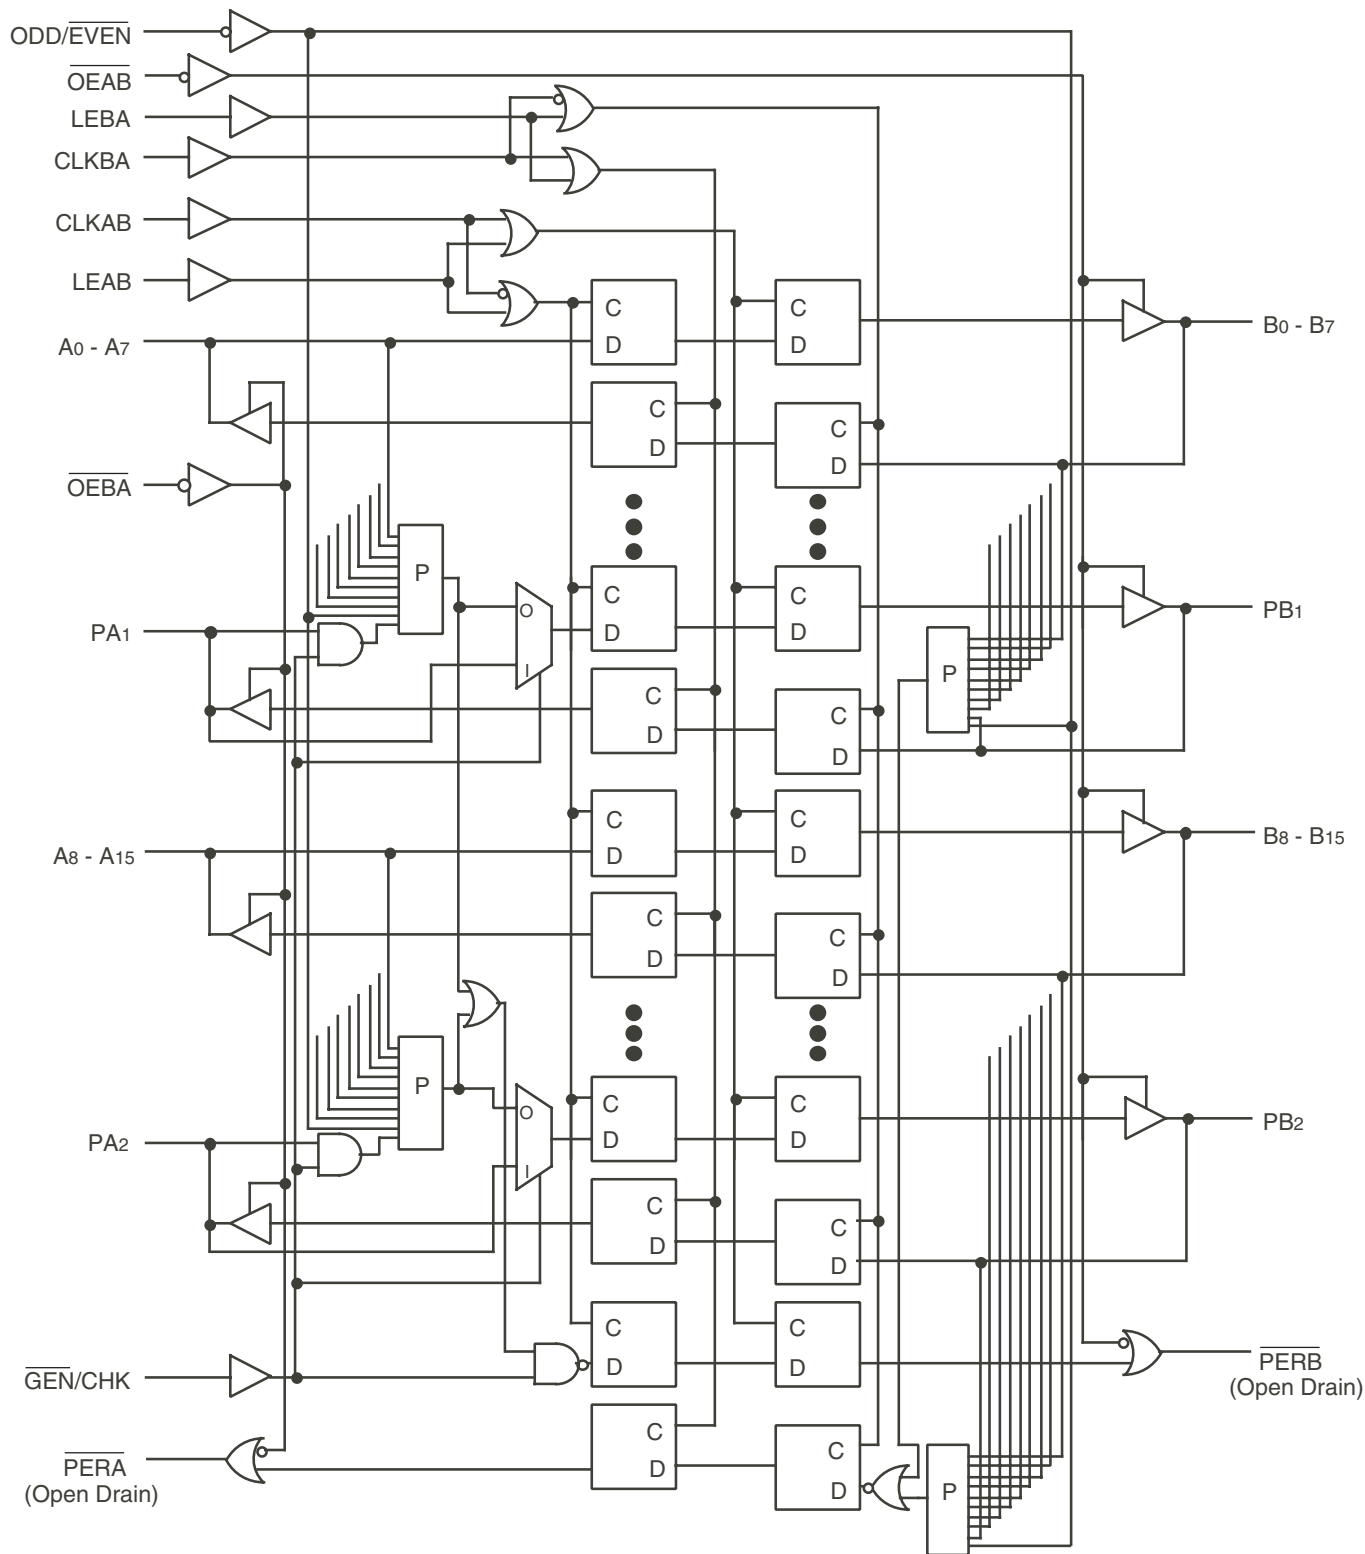 ODD/EVEN
OEAB
LEBA
CLKBA
CLKAB
LEAB
C
C
B0 - B7
A0 - A7
D
D
C
C
D
D
OEBA
P
C
C
O
PB1
PA1
D
D
I
P
C
C
D
D
C
C
B8 - B15
A8 - A15
D
D
C
C
D
D
P
C
C
O
PB2
PA2
D
D
I
C
C
D
D
C
C
PERB
GEN/CHK
D
D
(Open Drain)
C
C
PERA
D
D
P
(Open Drain)